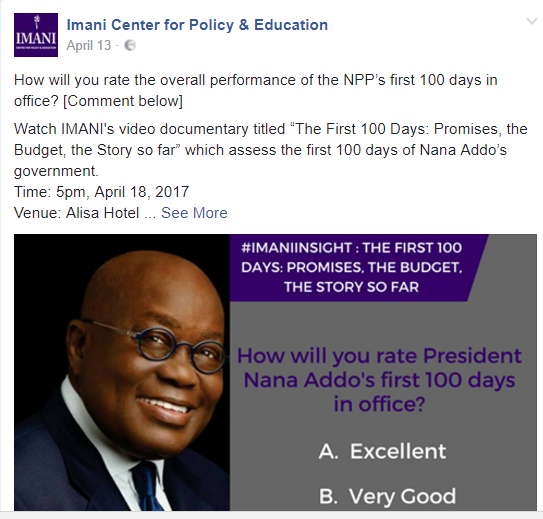 IMANI
CENTER FOR POLICY & EDUCATION
Imani Center for Policy & Education
April 13 ·
How will you rate the overall performance of the NPP's first 100 days in
office? [Comment below]
Watch IMANI's video documentary titled “The First 100 Days: Promises, the
Budget, the Story so far” which assess the first 100 days of Nana Addo’s
government.
Time: 5pm, April 18, 2017
Venue: Alisa Hotel ... See More
#IMANIINSIGHT : THE FIRST 100
DAYS: PROMISES, THE BUDGET,
THE STORY SO FAR
How will you rate President
Nana Addo's first 100 days
in office?
A. Excellent
B. Very Good